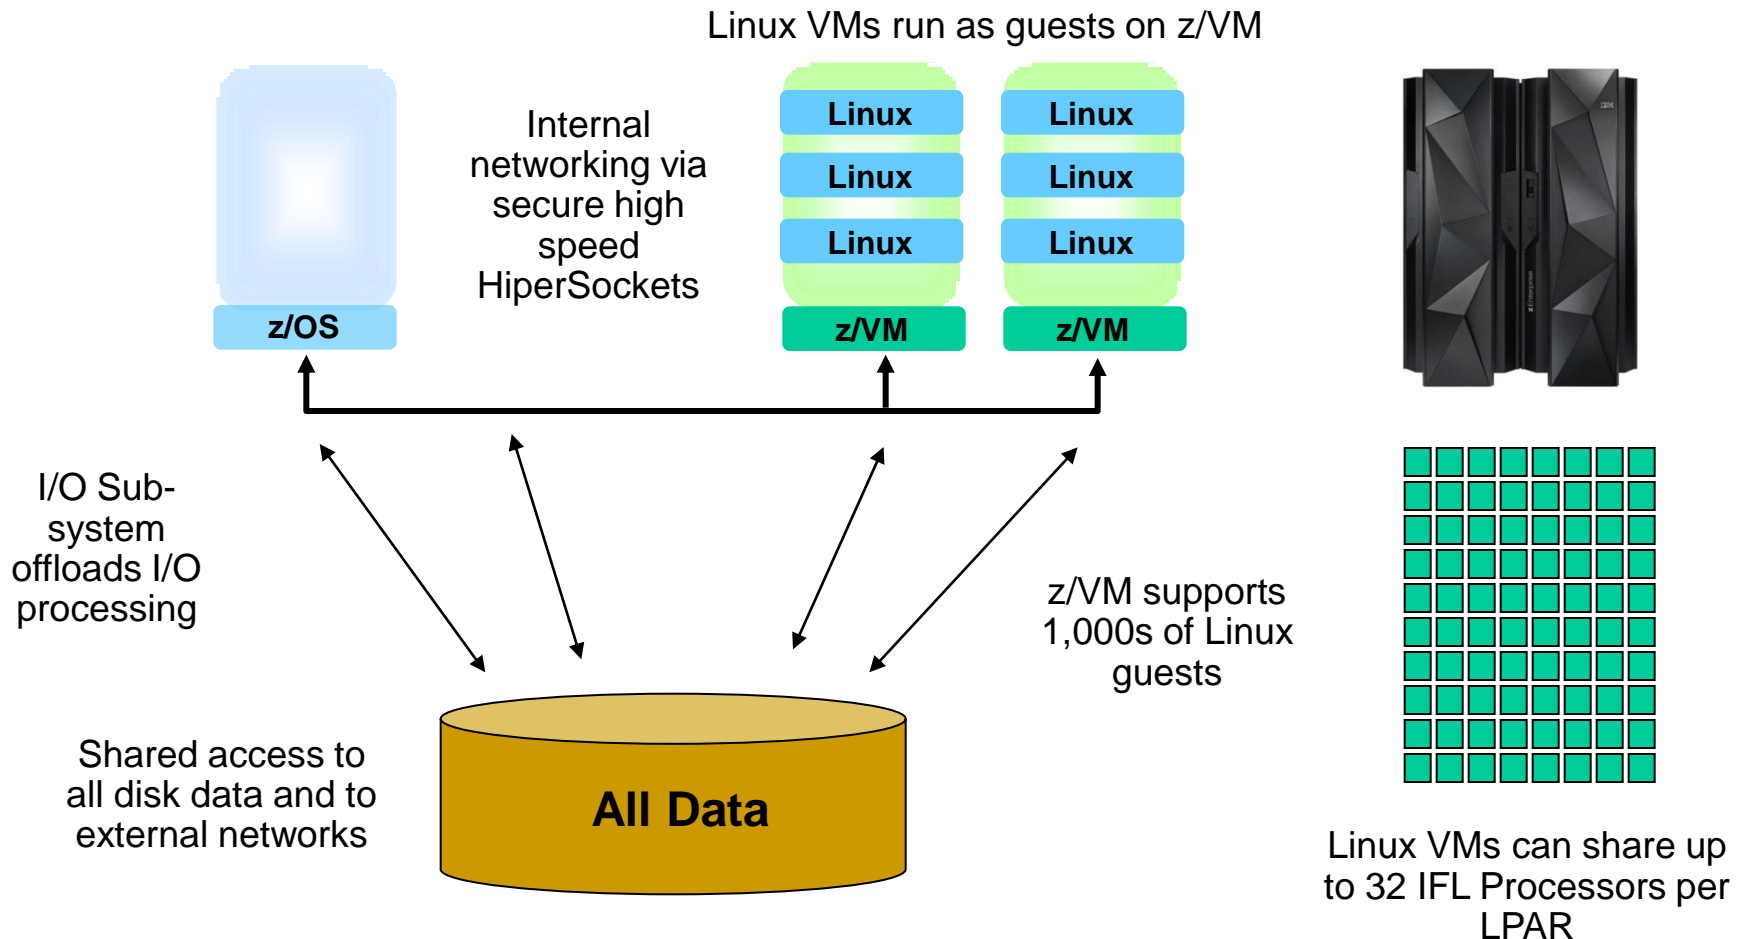 Linux VMs run as guests on z/VM
Internal
networking via
secure high
speed
HiperSockets
Linux
Linux
Linux
Linux
Linux
Linux
z/OS
z/VM
z/VM
IBM
zEnterprise
I/O Sub-
system
offloads I/O
processing
z/VM supports
1,000s of Linux
guests
Shared access to
all disk data and to
external networks
All Data
Linux VMs can share up
to 32 IFL Processors per
LPAR